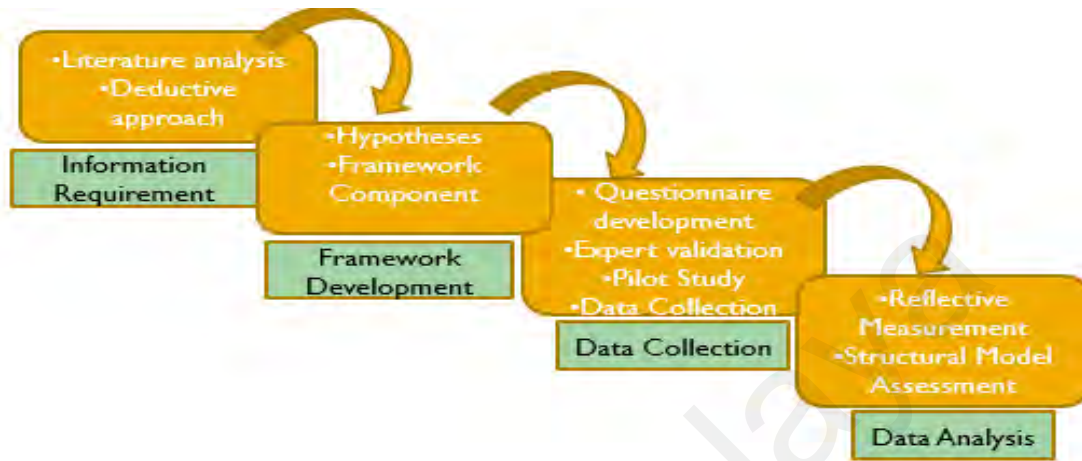 •Literature analysis
•Deductive
approach
Information
Requirement
•Hypotheses
•Framework
Component
Framework
Development
• Questionnaire
development
•Expert validation
•Pilot Study
•Data Collection
Data Collection
•Reflective
Measurement
•Structural Model
Assessment
Data Analysis